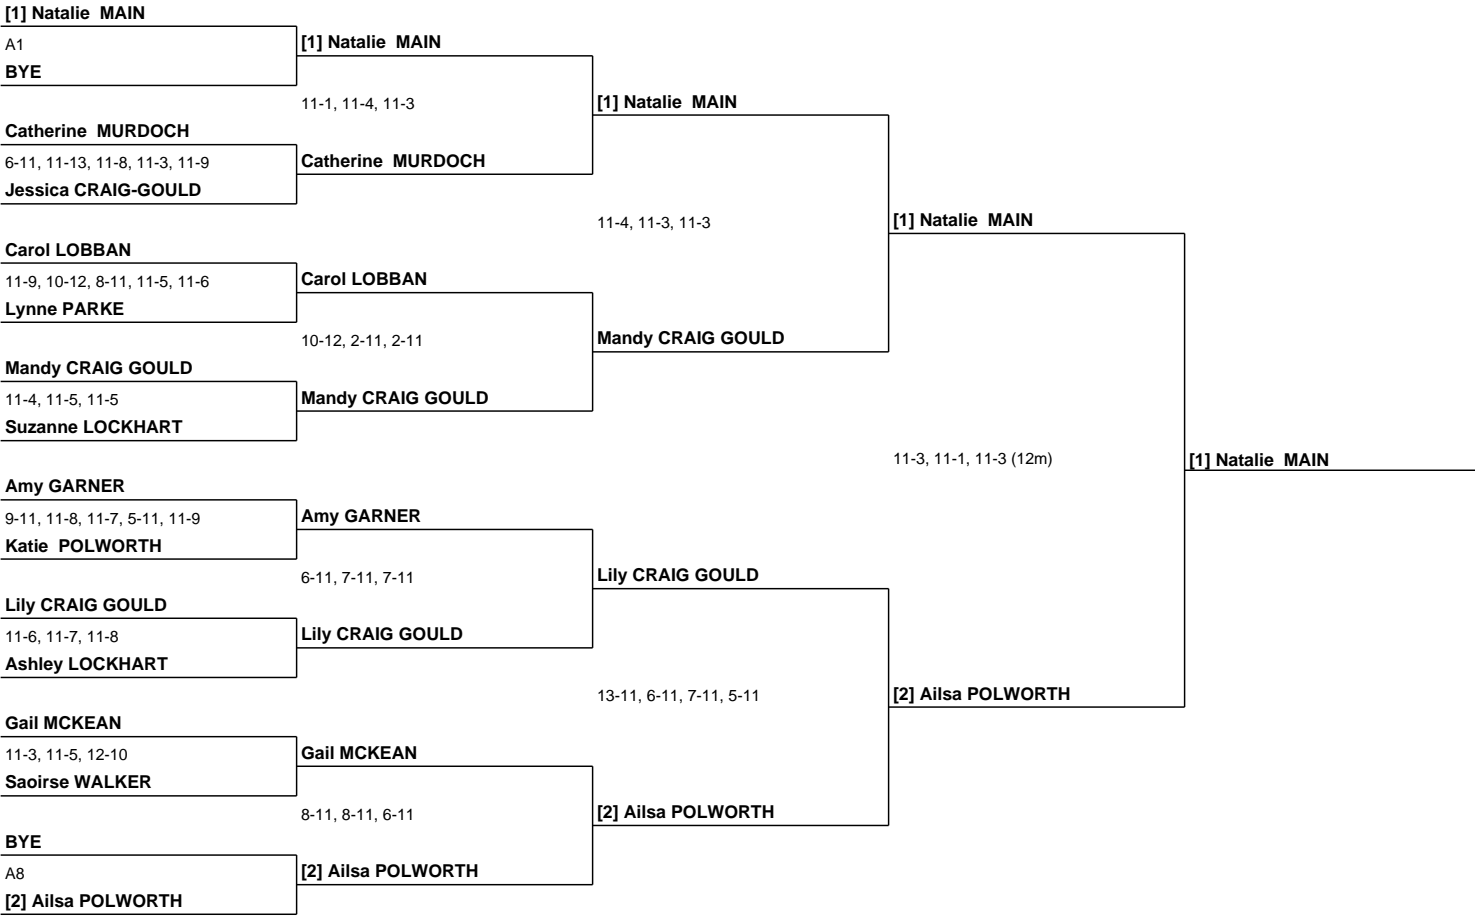 [1] Natalie  MAIN
A1
BYE
Catherine  MURDOCH
6-11, 11-13, 11-8, 11-3, 11-9
Jessica CRAIG-GOULD
Carol LOBBAN
11-9, 10-12, 8-11, 11-5, 11-6
Lynne PARKE
Mandy CRAIG GOULD
11-4, 11-5, 11-5
Suzanne LOCKHART
Amy GARNER
9-11, 11-8, 11-7, 5-11, 11-9
Katie  POLWORTH
Lily CRAIG GOULD
11-6, 11-7, 11-8
Ashley LOCKHART
Gail MCKEAN
11-3, 11-5, 12-10
Saoirse WALKER
BYE
A8
[2] Ailsa POLWORTH
[1] Natalie  MAIN
11-1, 11-4, 11-3
Catherine  MURDOCH
Carol LOBBAN
10-12, 2-11, 2-11
Mandy CRAIG GOULD
Amy GARNER
6-11, 7-11, 7-11
Lily CRAIG GOULD
Gail MCKEAN
8-11, 8-11, 6-11
[2] Ailsa POLWORTH
[1] Natalie  MAIN
11-4, 11-3, 11-3
Mandy CRAIG GOULD
Lily CRAIG GOULD
13-11, 6-11, 7-11, 5-11
[2] Ailsa POLWORTH
[1] Natalie  MAIN
11-3, 11-1, 11-3 (12m)
[2] Ailsa POLWORTH
[1] Natalie  MAIN